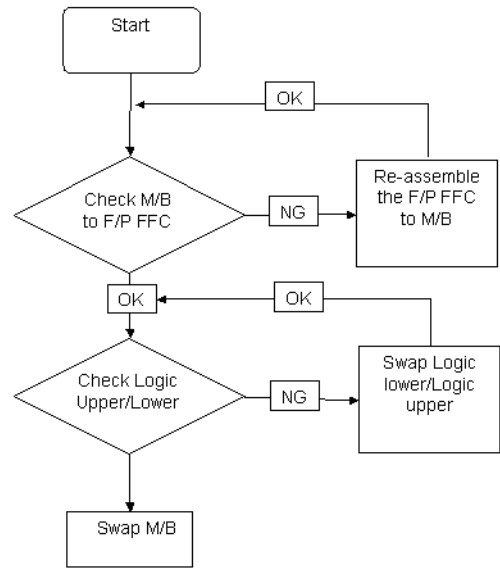 Start
OK
Check M/B
to F/P FFC
NG
Re-assemble
the F/P FFC
to M/B
OK
OK
Check Logic
Upper/Lower
NG
Swap Logic
lower/Logic
upper
Swap M/B